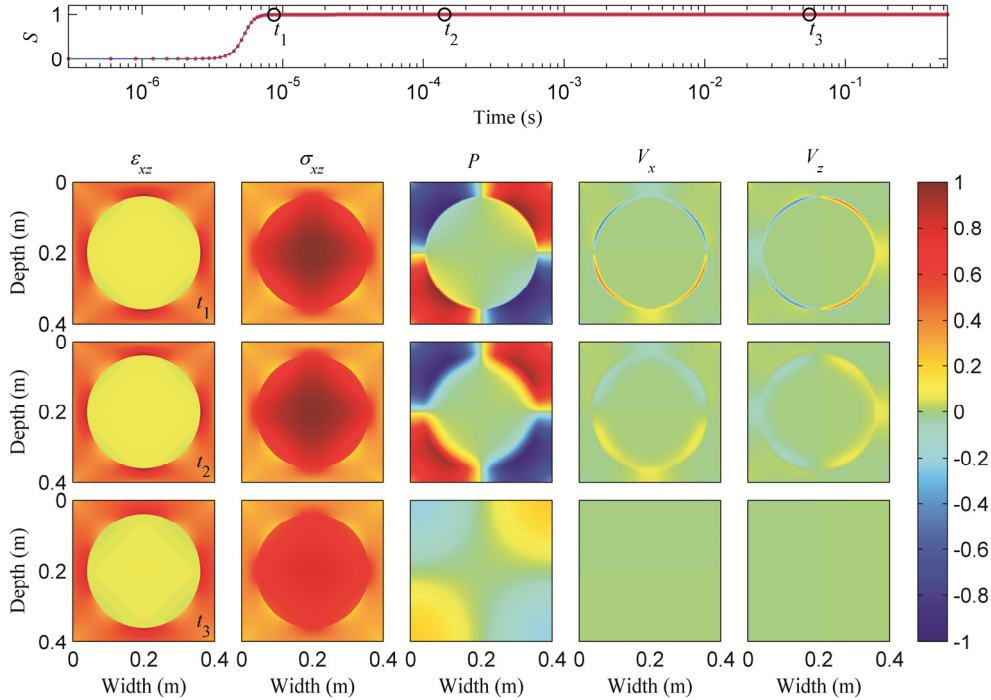 1
S
0
t1 t2 t3
10⁻⁶ 10⁻⁵ 10⁻⁴ 10⁻³ 10⁻² 10⁻¹
Time (s)
εxz σxz P Vx Vz
0
Depth (m)
0.2
0.4
t1
0
Depth (m)
0.2
0.4
t2
0
Depth (m)
0.2
0.4
t3
0 0.2 0.4 0 0.2 0.4 0 0.2 0.4 0 0.2 0.4 0 0.2 0.4
Width (m) Width (m) Width (m) Width (m) Width (m)
1
0.8
0.6
0.4
0.2
0
-0.2
-0.4
-0.6
-0.8
-1